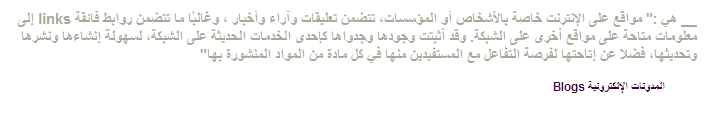 __ هي :" مواقع على الإنترنت خاصة بالأشخاص أو المؤسسات، تتضمن تعليقات وآراء وأخبار ، وغالبًا ما تتضمن روابط فائقة links إلى
معلومات متاحة على مواقع أخرى على الشبكة. وقد أثبتت وجودها وجدواها كإحدى الخدمات الحديثة على الشبكة، لسهولة إنشاءها ونشرها
وتحديثها، فضلا عن إتاحتها لفرصة التفاعل مع المستفيدين منها في كل مادة من المواد المنشورة بها"
المدونات الإلكترونية Blogs